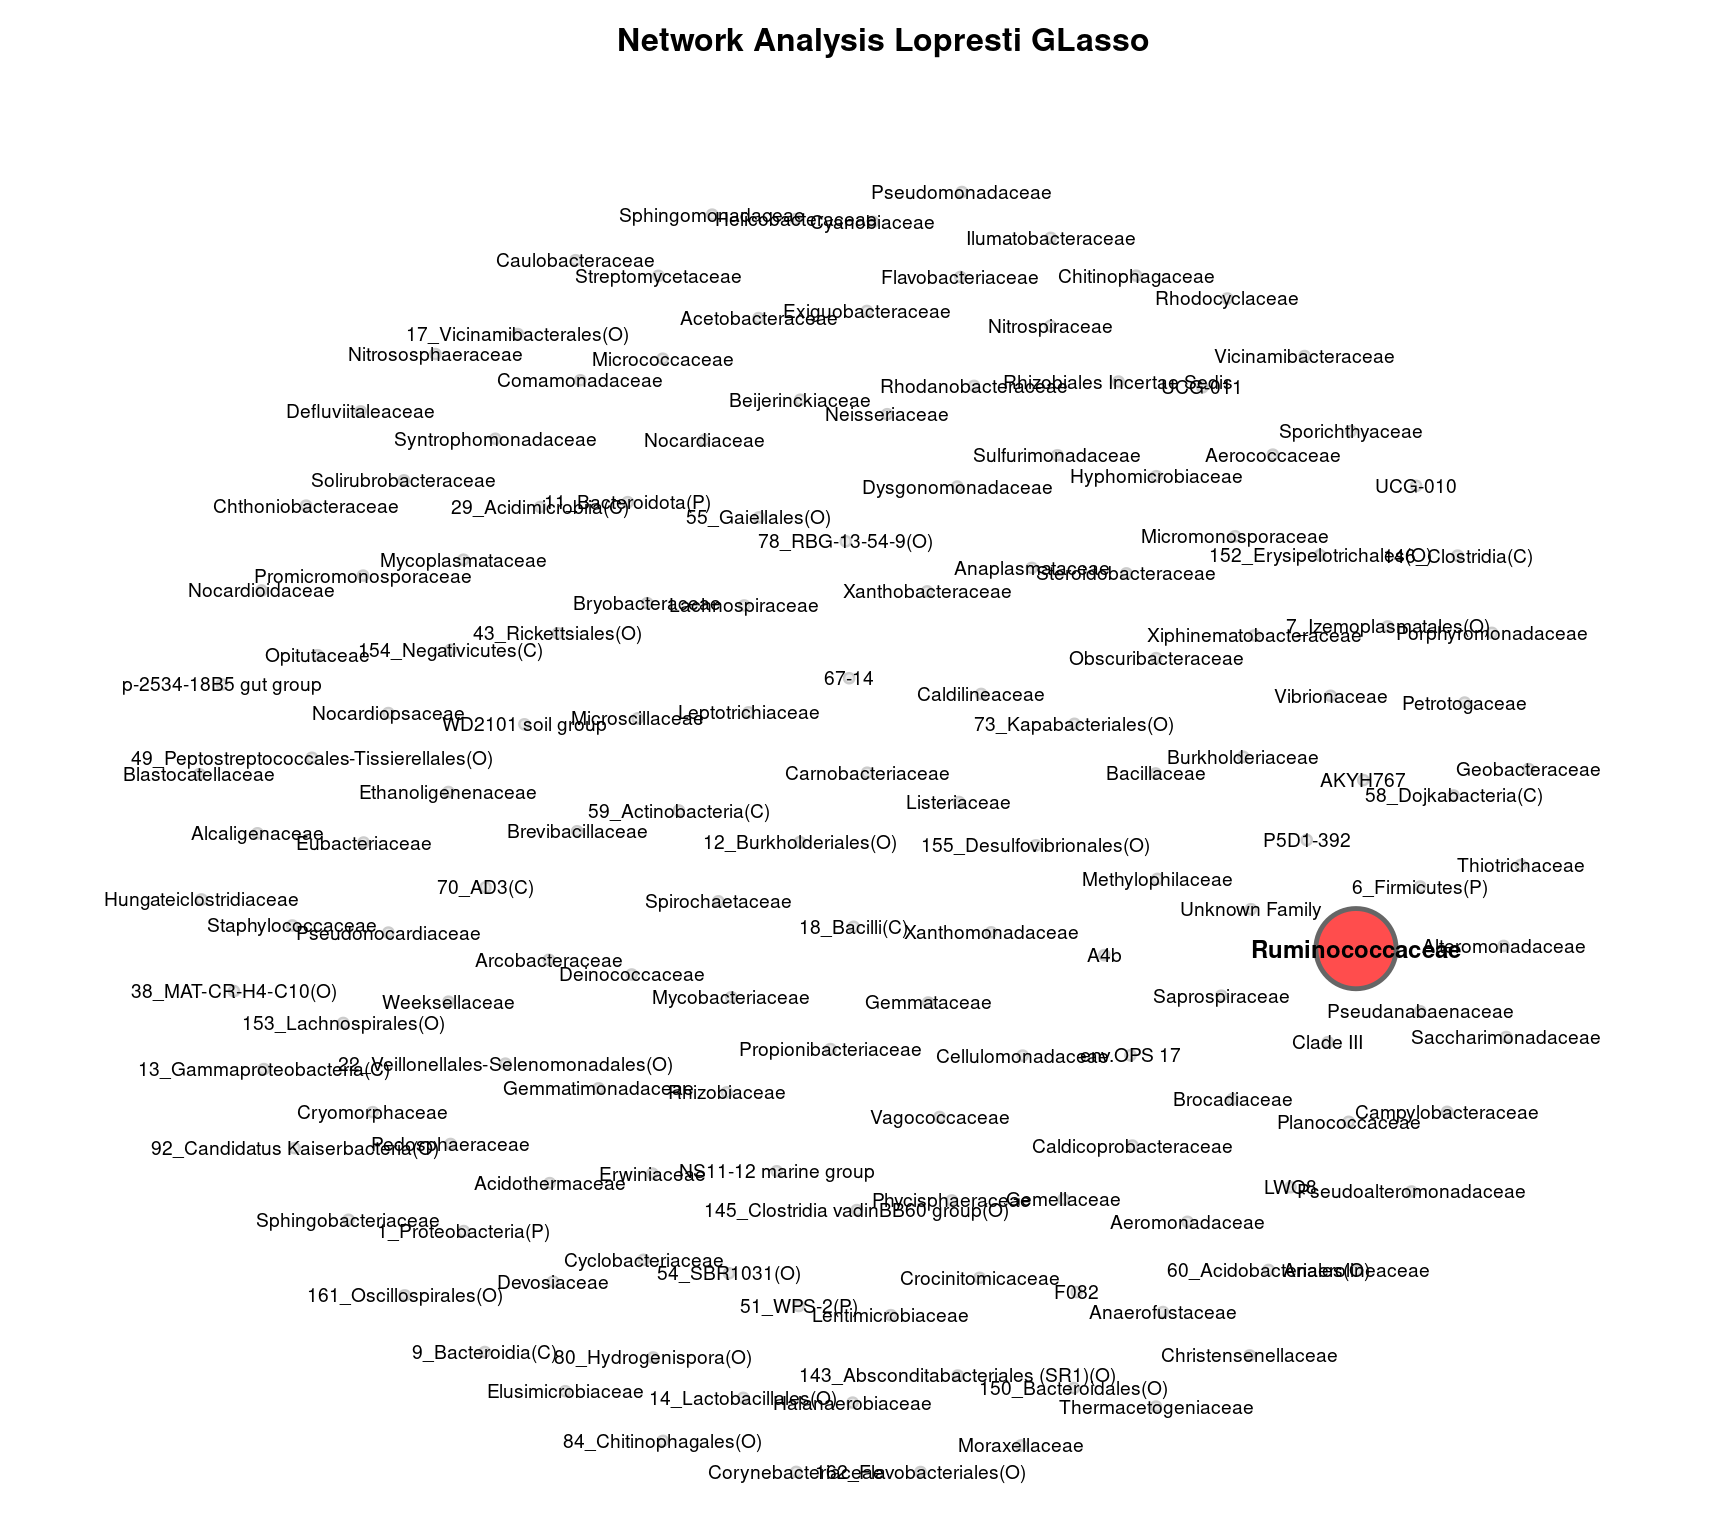 Network Analysis Lopresti GLasso
Pseudomonadaceae
Sphingomonadaceae
Helicobacteraceae
Cyanobiaceae
Ilumatobacteraceae
Caulobacteraceae
Streptomycetaceae
Flavobacteriaceae
Chitinophagaceae
Rhodocyclaceae
Exiguobacteraceae
Acetobacteraceae
Nitrospiraceae
17_Vicinamibacterales(O)
Nitrososphaeraceae
Micrococcaceae
Vicinamibacteraceae
Comamonadaceae
Rhodanobacteraceae
Rhizobiales Incertae Sedis
UCG-011
Beijerinckiaceae
Defluviitaleaceae
Neisseriaceae
Sporichthyaceae
Syntrophomonadaceae
Nocardiaceae
Sulfurimonadaceae
Aerococcaceae
Solirubrobacteraceae
Hyphomicrobiaceae
Dysgonomonadaceae
UCG-010
Chthoniobacteraceae
29_Acidimicrobiia(C)
11_Bacteroidota(P)
55_Gaiellales(O)
78_RBG-13-54-9(O)
Micromonosporaceae
152_Erysipelotrichales(O)
146_Clostridia(C)
Mycoplasmataceae
Anaplasmataceae
Steroidobacteraceae
Promicromonosporaceae
Nocardioidaceae
Xanthobacteraceae
Bryobacteraceae
Lachnospiraceae
7_Izemoplasmatales(O)
Porphyromonadaceae
43_Rickettsiales(O)
Xiphinematobacteraceae
154_Negativicutes(C)
Opitutaceae
Obscuribacteraceae
67-14
p-2534-18B5 gut group
Caldilineaceae
Vibrionaceae
Petrotogaceae
Nocardiopsaceae
WD2101 soil group
Microscillaceae
Leptotrichiaceae
73_Kapabacteriales(O)
49_Peptostreptococcales-Tissierellales(O)
Burkholderiaceae
Blastocatellaceae
Carnobacteriaceae
Bacillaceae
Geobacteraceae
AKYH767
58_Dojkabacteria(C)
Ethanoligenenaceae
Listeriaceae
59_Actinobacteria(C)
Alcaligenaceae
Brevibacillaceae
Eubacteriaceae
12_Burkholderiales(O)
155_Desulfovibrionales(O)
P5D1-392
Thiotrichaceae
Methylophilaceae
70_AD3(C)
6_Firmicutes(P)
Hungateiclostridiaceae
Spirochaetaceae
Unknown Family
Staphylococcaceae
Pseudonocardiaceae
18_Bacilli(C)
Xanthomonadaceae
Ruminococcaceae
Alteromonadaceae
A4b
Arcobacteraceae
Deinococcaceae
38_MAT-CR-H4-C10(O)
Weeksellaceae
Mycobacteriaceae
Gemmataceae
Saprospiraceae
Pseudanabaenaceae
153_Lachnospirales(O)
Saccharimonadaceae
Clade III
Propionibacteriaceae
Cellulomonadaceae
env.OPS 17
13_Gammaproteobacteria(C)
22_Veillonellales-Selenomonadales(O)
Gemmatimonadaceae
Rhizobiaceae
Brocadiaceae
Cryomorphaceae
Vagococcaceae
Planococcaceae
Campylobacteraceae
92_Candidatus Kaiserbacteria(O)
Pedosphaeraceae
Caldicoprobacteraceae
Erwiniaceae
NS11-12 marine group
Acidothermaceae
LWQ8
Pseudoalteromonadaceae
Phycisphaeraceae
Gemellaceae
145_Clostridia vadinBB60 group(O)
Sphingobacteriaceae
1_Proteobacteria(P)
Aeromonadaceae
Cyclobacteriaceae
54_SBR1031(O)
60_Acidobacteriales(O)
Anaerolineaceae
Devosiaceae
Crocinitomicaceae
161_Oscillospirales(O)
F082
51_WPS-2(P)
Lentimicrobiaceae
Anaerofustaceae
9_Bacteroidia(C)
80_Hydrogenispora(O)
Christensenellaceae
143_Absconditabacteriales (SR1)(O)
150_Bacteroidales(O)
Elusimicrobiaceae
14_Lactobacillales(O)
Halanaerobiaceae
Thermacetogeniaceae
84_Chitinophagales(O)
Moraxellaceae
Corynebacteriaceae
162_Flavobacteriales(O)